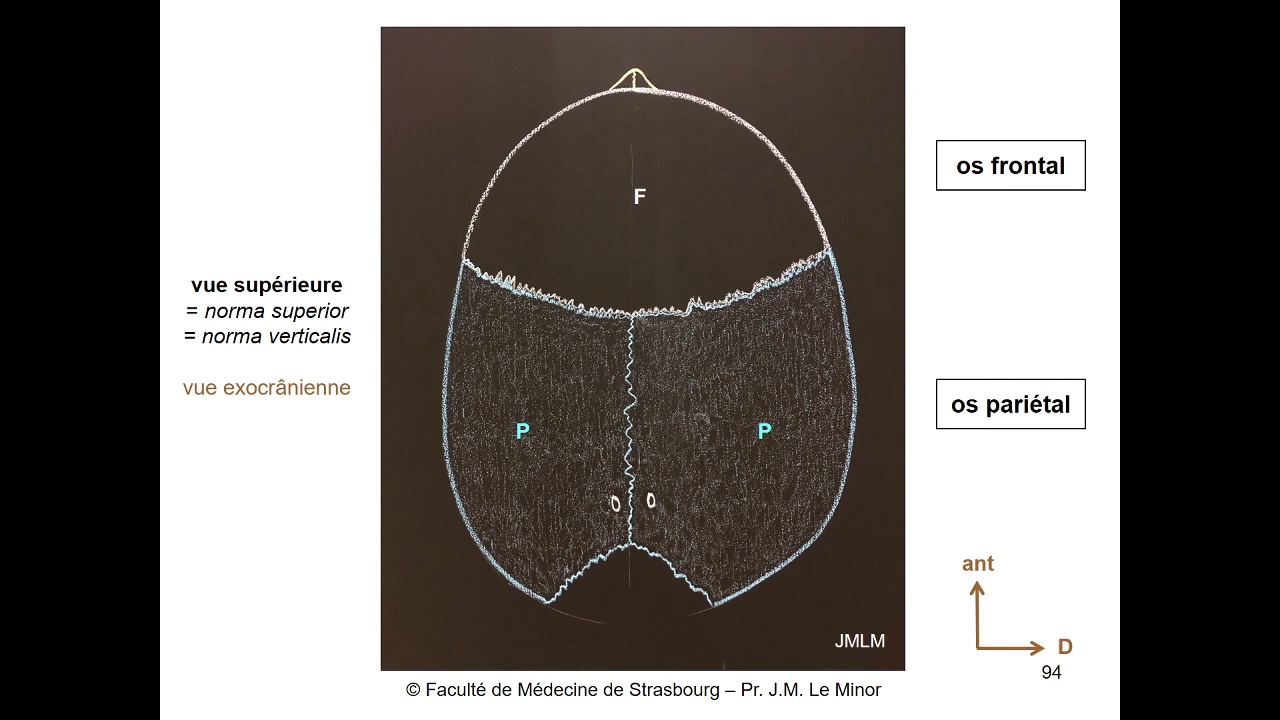 vue supérieure
= norma superior
= norma verticalis
vue exocrânienne
F
P
P
JMLM
os frontal
os pariétal
ant
D
94
© Faculté de Médecine de Strasbourg – Pr. J.M. Le Minor